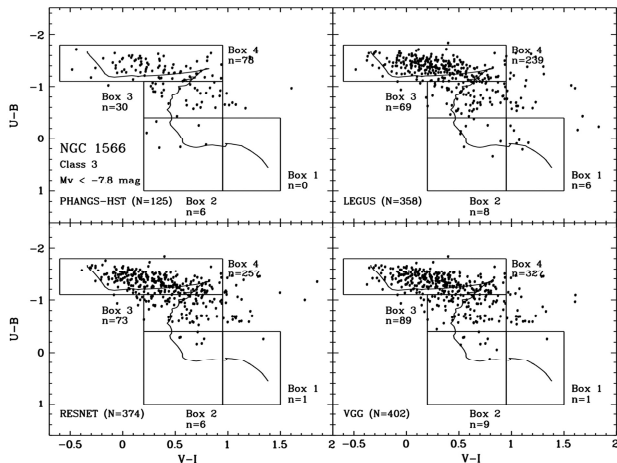 Box 4
n=78
Box 3
n=30
NGC 1566
Class 3
Mv < -7.8 mag
PHANGS-HST (N=125)
Box 1
n=0
Box 2
n=6
Box 4
n=239
Box 3
n=69
Box 1
n=6
LEGUS (N=358)
Box 2
n=8
Box 4
n=257
Box 3
n=73
Box 1
n=1
RESNET (N=374)
Box 2
n=6
Box 4
n=327
Box 3
n=89
Box 1
n=1
VGG (N=402)
Box 2
n=9
U-B
-2
-1
0
1
U-B
-2
-1
0
1
-0.5 0 0.5 1 1.5 2
V-I
-0.5 0 0.5 1 1.5 2
V-I